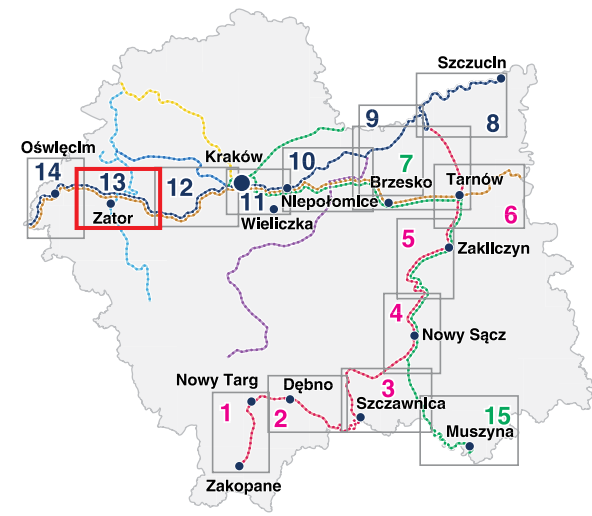 Szczucin
9
8
Oświęcim
Kraków
14
13
12
10
7
11
Niepołomice
Brzesko
Tarnów
Zator
Wieliczka
6
5
Zakliczyn
4
Nowy Sącz
Nowy Targ
Dębno
3
1
2
Szczawnica
15
Muszyna
Zakopane